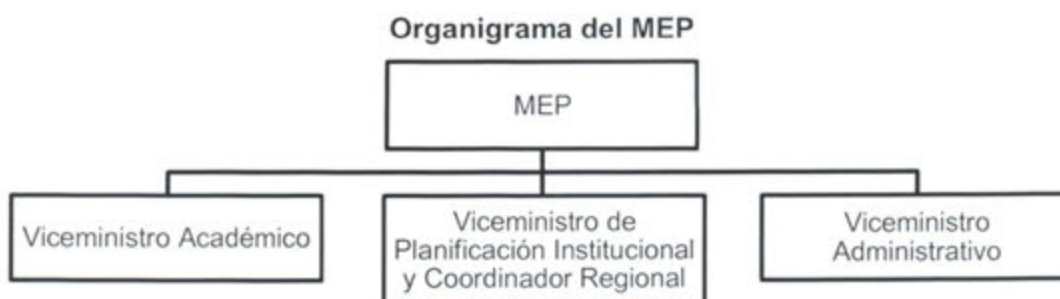 Organigrama del MEP
MEP
Viceministro Académico
Viceministro de
Planificación Institucional
y Coordinador Regional
Viceministro
Administrativo